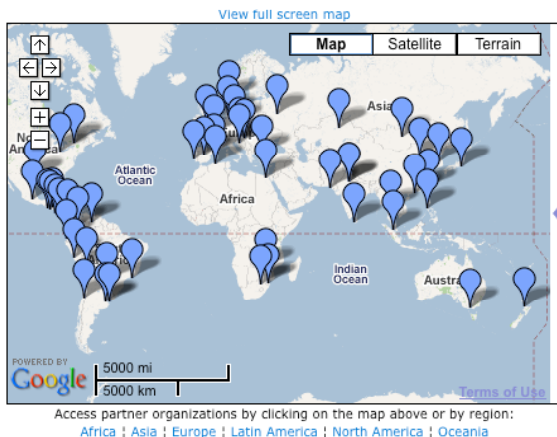 View full screen map
Map Satellite Terrain
Asia
Atlantic
Ocean
Africa
Indian
Ocean
POWERED BY
Google
5000 mi
5000 km
Terms of Use
Access partner organizations by clicking on the map above or by region:
Africa ¦ Asia ¦ Europe ¦ Latin America ¦ North America ¦ Oceania